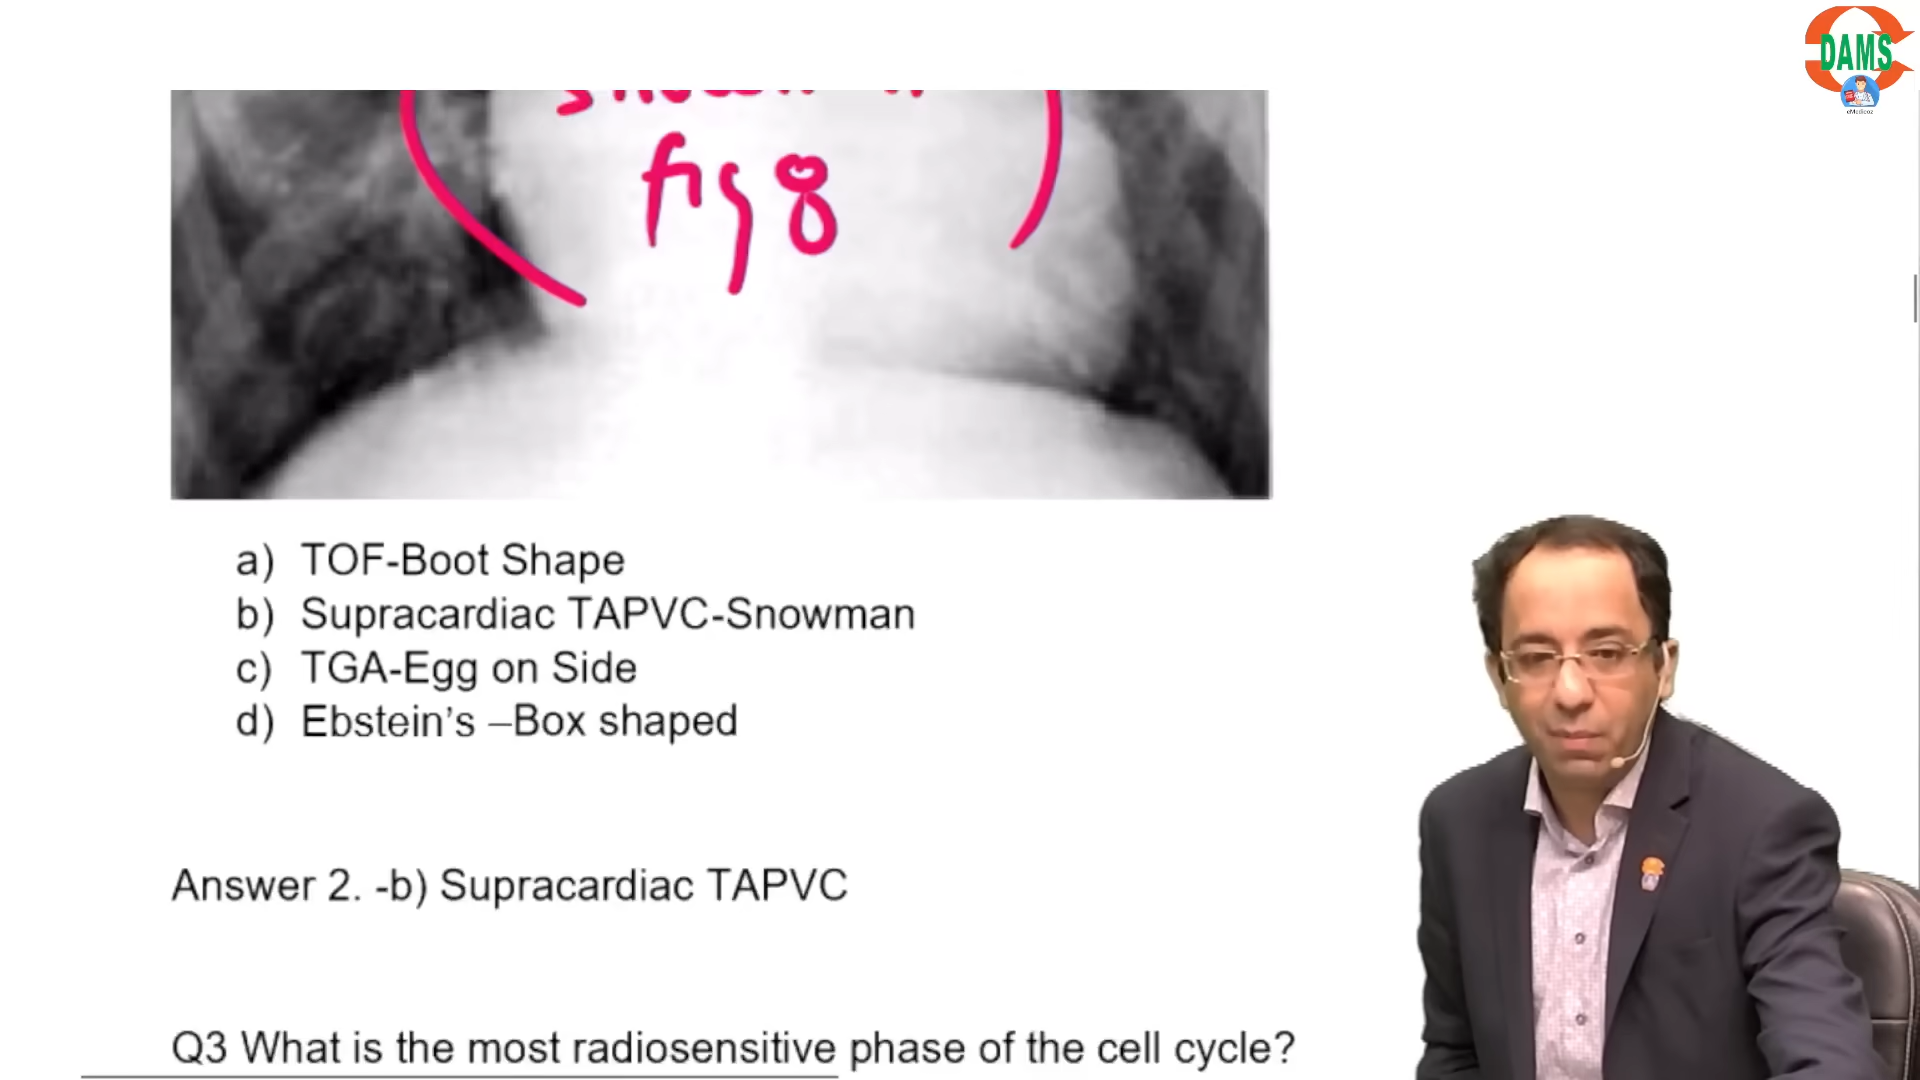 DAMS
eMedicoz
fig 8
a) TOF-Boot Shape
b) Supracardiac TAPVC-Snowman
c) TGA-Egg on Side
d) Ebstein’s –Box shaped
Answer 2. -b) Supracardiac TAPVC
Q3 What is the most radiosensitive phase of the cell cycle?